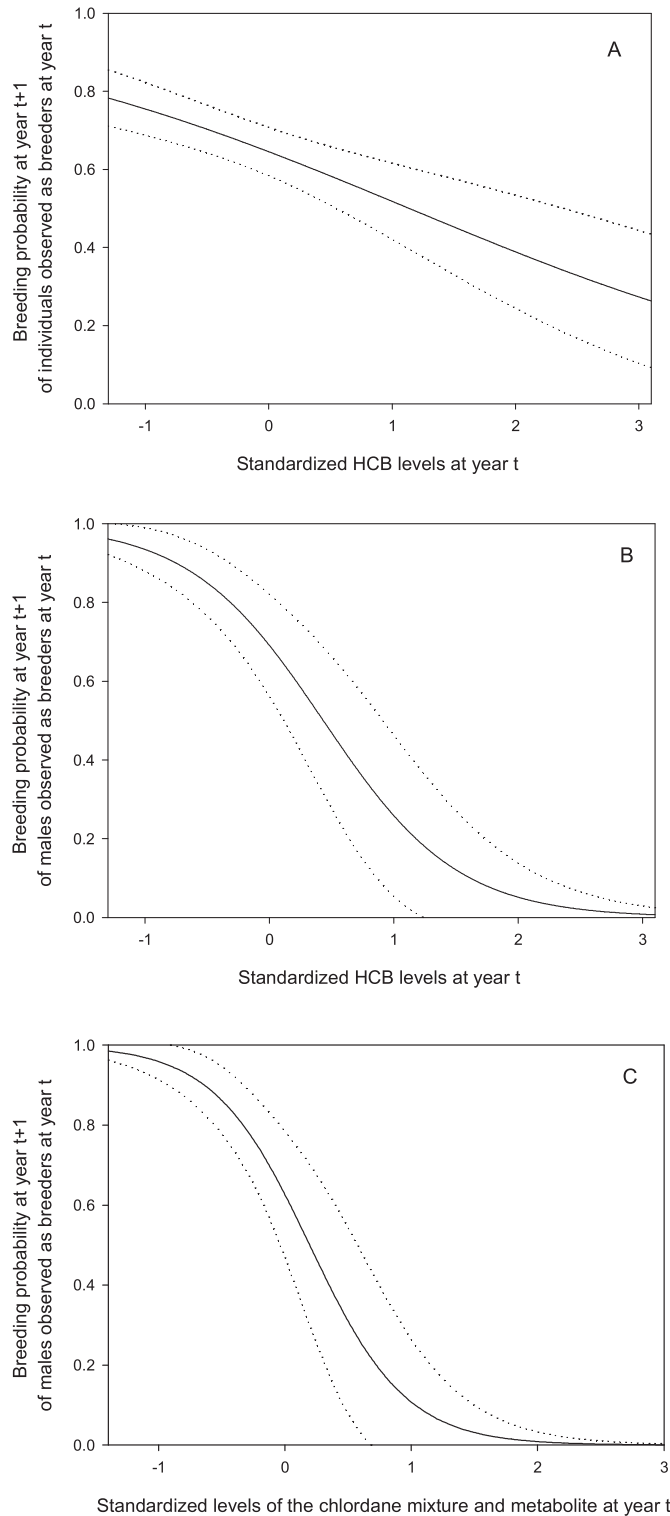 A
Breeding probability at year t+1
of individuals observed as breeders at year t
1.0
0.8
0.6
0.4
0.2
0.0
-1 0 1 2 3
Standardized HCB levels at year t
B
Breeding probability at year t+1
of males observed as breeders at year t
1.0
0.8
0.6
0.4
0.2
0.0
-1 0 1 2 3
Standardized HCB levels at year t
C
Breeding probability at year t+1
of males observed as breeders at year t
1.0
0.8
0.6
0.4
0.2
0.0
-1 0 1 2 3
Standardized levels of the chlordane mixture and metabolite at year t